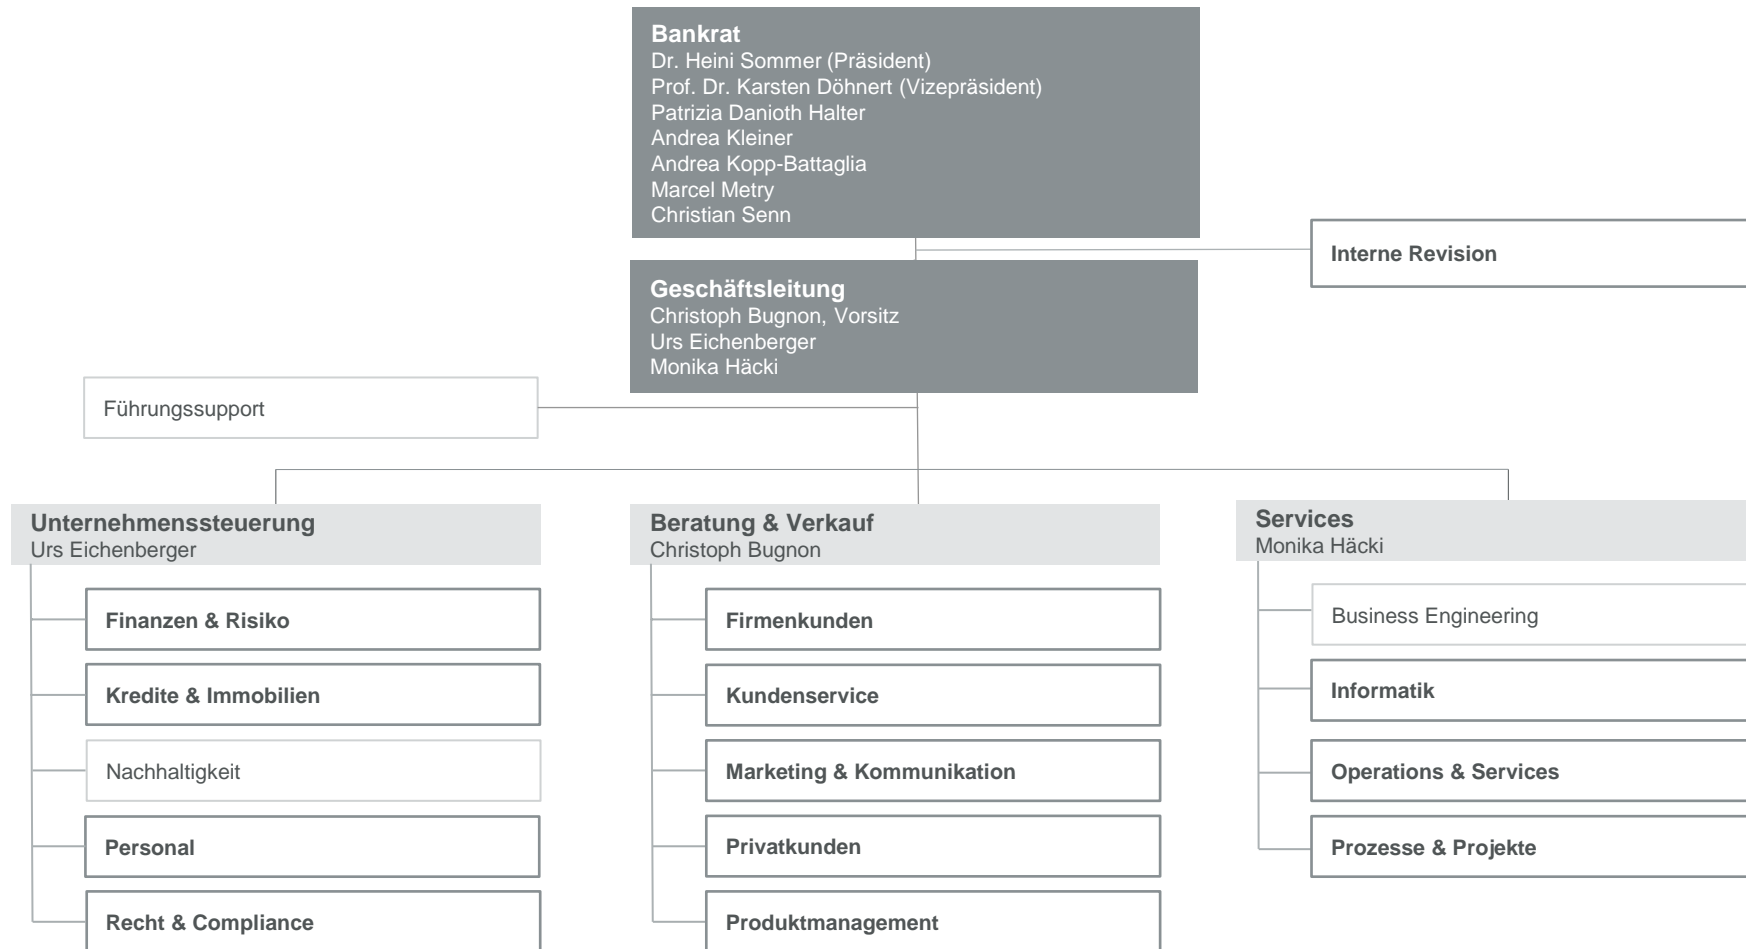 Bankrat
Dr. Heini Sommer (Präsident)
Prof. Dr. Karsten Döhnert (Vizepräsident)
Patrizia Danioth Halter
Andrea Kleiner
Andrea Kopp-Battaglia
Marcel Metry
Christian Senn
Interne Revision
Geschäftsleitung
Christoph Bugnon, Vorsitz
Urs Eichenberger
Monika Häcki
Führungssupport
Unternehmenssteuerung
Urs Eichenberger
Finanzen & Risiko
Kredite & Immobilien
Nachhaltigkeit
Personal
Recht & Compliance
Beratung & Verkauf
Christoph Bugnon
Firmenkunden
Kundenservice
Marketing & Kommunikation
Privatkunden
Produktmanagement
Services
Monika Häcki
Business Engineering
Informatik
Operations & Services
Prozesse & Projekte